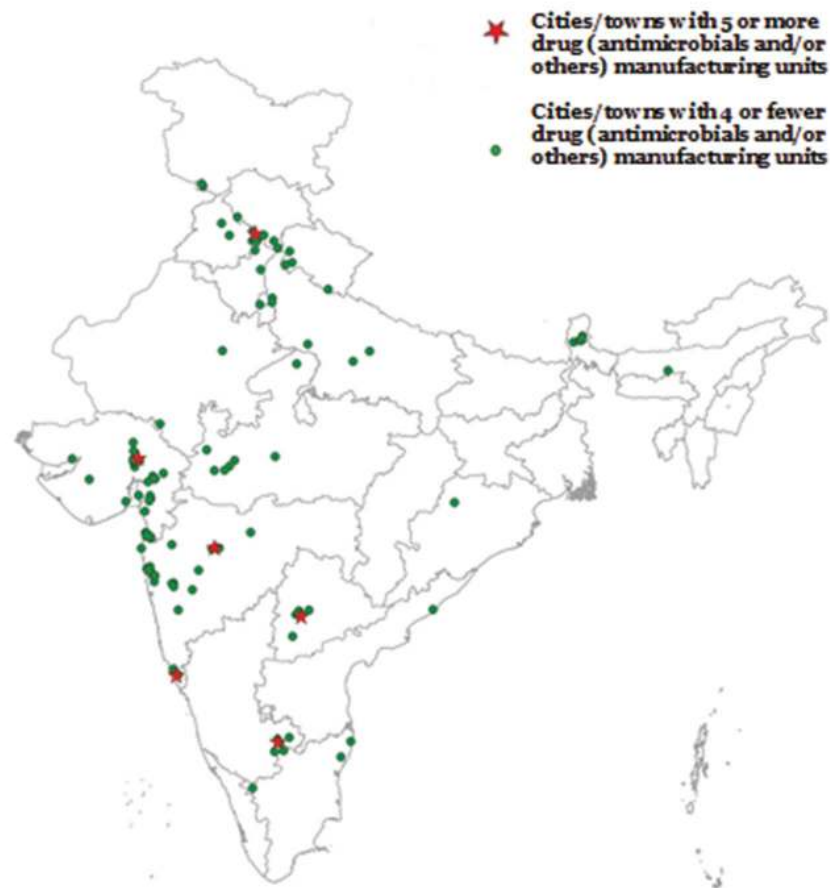 Cities/towns with 5 or more
drug (antimicrobials and/or
others) manufacturing units
Cities/towns with 4 or fewer
drug (antimicrobials and/or
others) manufacturing units